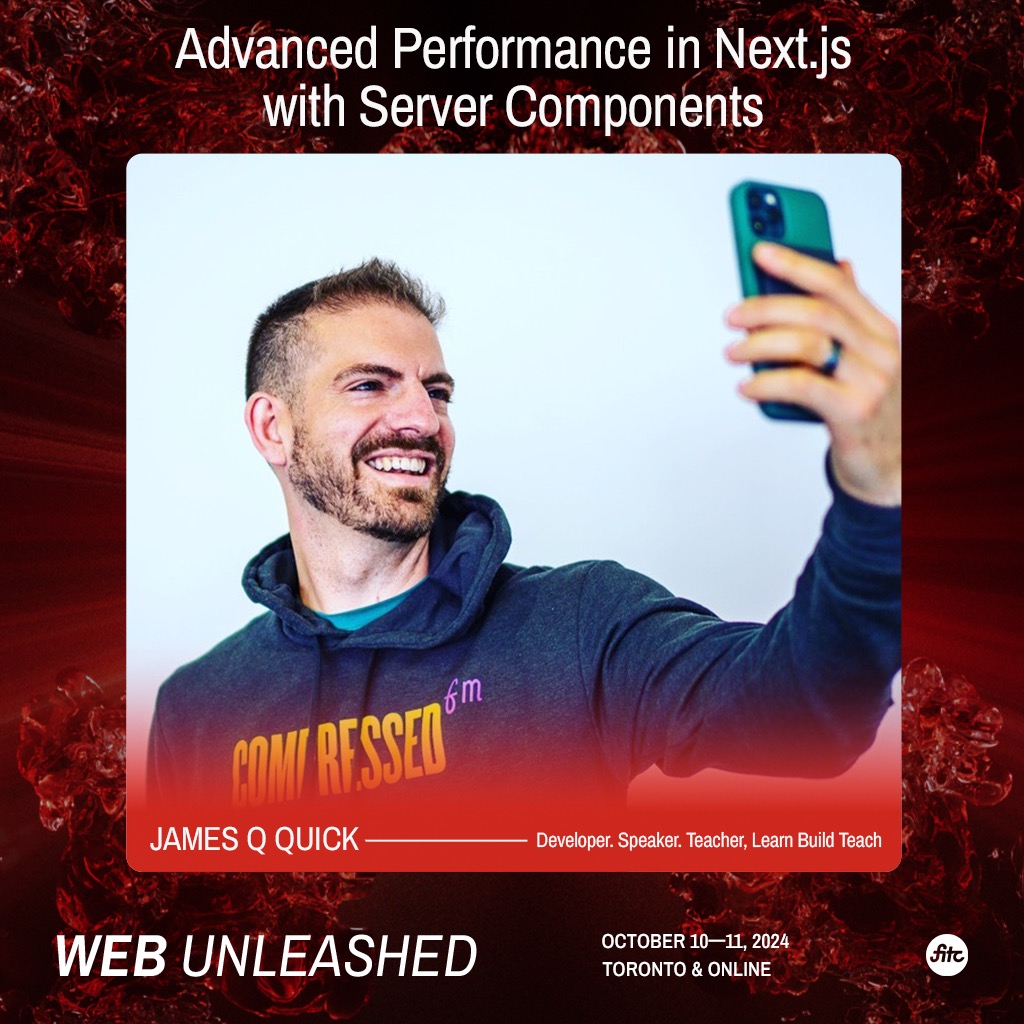 Advanced Performance in Next.js
with Server Components
COMPRESSED fm
JAMES Q QUICK
Developer. Speaker. Teacher, Learn Build Teach
WEB UNLEASHED
OCTOBER 10—11, 2024
TORONTO & ONLINE
fitc